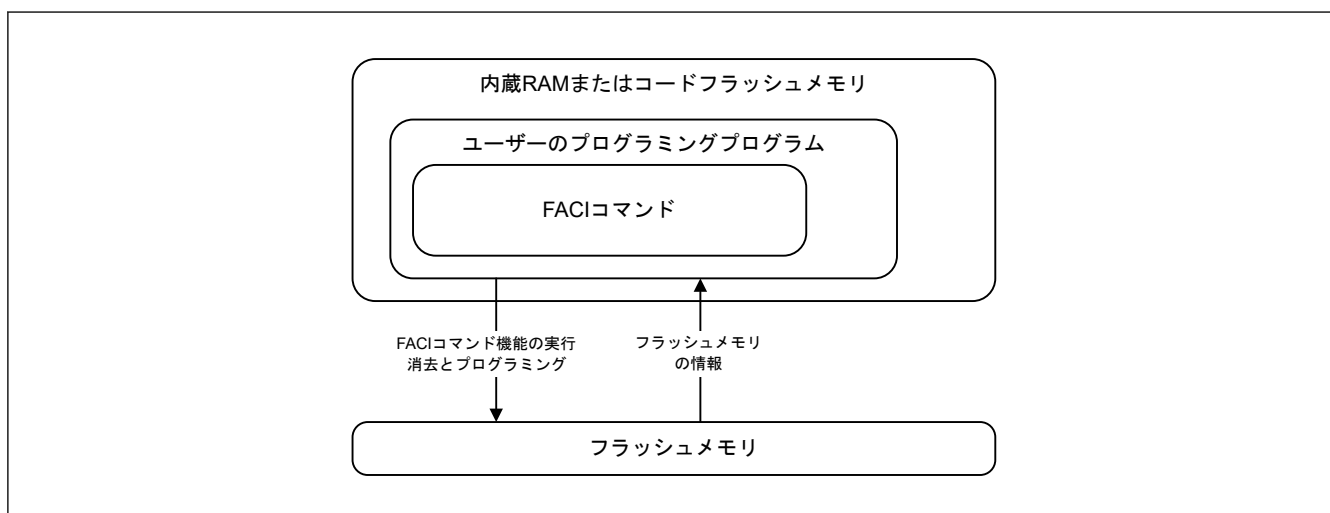 内蔵RAMまたはコードフラッシュメモリ
ユーザーのプログラミングプログラム
FACIコマンド
FACIコマンド機能の実行
消去とプログラミング
フラッシュメモリ
の情報
フラッシュメモリ